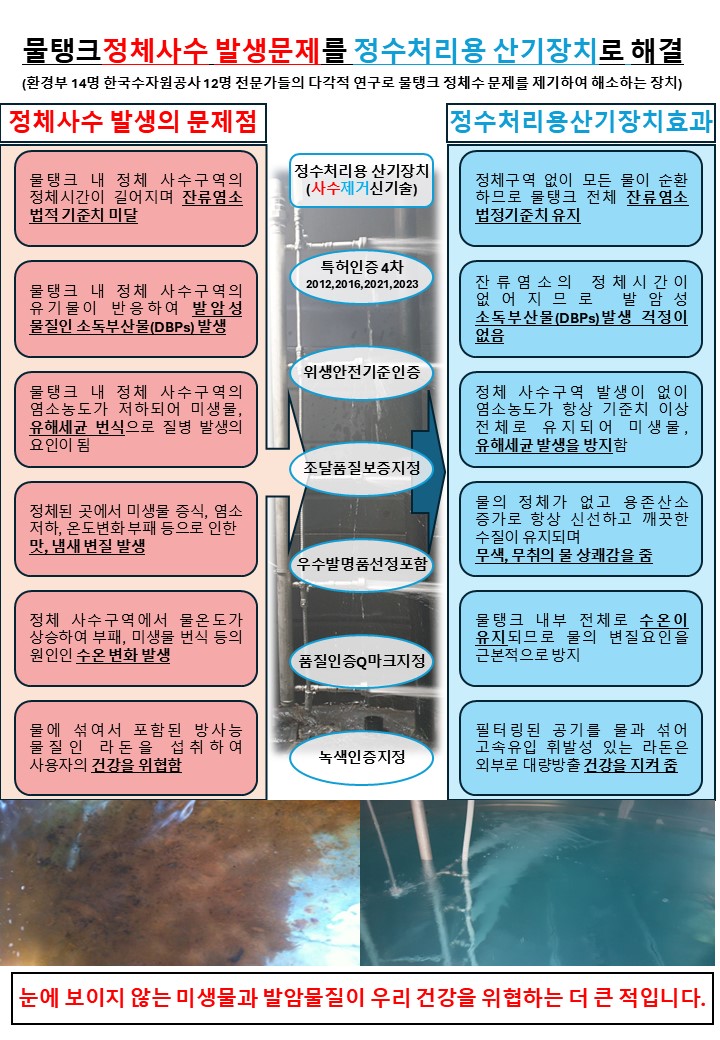 물탱크정체사수 발생문제를 정수처리용 산기장치로 해결
(환경부 14명 한국수자원공사 12명 전문가들의 다각적 연구로 물탱크 정체수 문제를 제기하여 해소하는 장치)
정체사수 발생의 문제점
물탱크 내 정체 사수구역의
정체시간이 길어지며 잔류염소
법적 기준치 미달
물탱크 내 정체 사수구역의
유기물이 반응하여 발암성
물질인 소독부산물(DBPs) 발생
물탱크 내 정체 사수구역의
염소농도가 저하되어 미생물,
유해세균 번식으로 질병 발생의
요인이 됨
정체된 곳에서 미생물 증식, 염소
저하, 온도변화 부패 등으로 인한
맛, 냄새 변질 발생
정체 사수구역에서 물온도가
상승하여 부패, 미생물 번식 등의
원인인 수온 변화 발생
물에 섞여서 포함된 방사능
물질인 라돈을 섭취하여
사용자의 건강을 위협함
정수처리용 산기장치
(사수제거신기술)
특허인증 4차
2012,2016,2021,2023
위생안전기준인증
조달품질보증지정
우수발명품선정포함
품질인증Q마크지정
녹색인증지정
정수처리용산기장치효과
정체구역 없이 모든 물이 순환
하므로 물탱크 전체 잔류염소
법정기준치 유지
잔류염소의 정체시간이
없어지므로 발암성
소독부산물(DBPs) 발생 걱정이
없음
정체 사수구역 발생이 없이
염소농도가 항상 기준치 이상
전체로 유지되어 미생물,
유해세균 발생을 방지함
물의 정체가 없고 용존산소
증가로 항상 신선하고 깨끗한
수질이 유지되며
무색, 무취의 물 상쾌감을 줌
물탱크 내부 전체로 수온이
유지되므로 물의 변질요인을
근본적으로 방지
필터링된 공기를 물과 섞어
고속유입 휘발성 있는 라돈은
외부로 대량방출 건강을 지켜 줌
눈에 보이지 않는 미생물과 발암물질이 우리 건강을 위협하는 더 큰 적입니다.